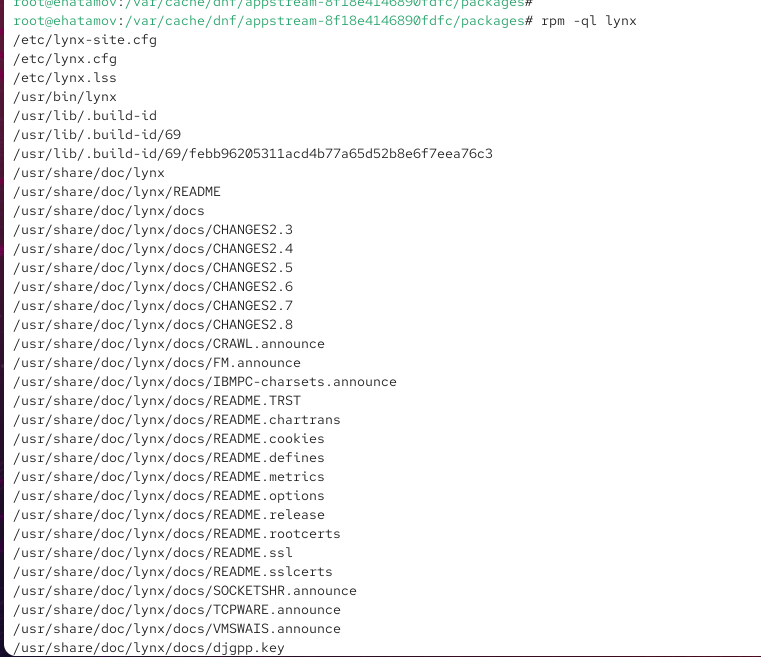 root@ehatamov:/var/cache/dnf/appstream-8f18e4146890fdfc/packages#
root@ehatamov:/var/cache/dnf/appstream-8f18e4146890fdfc/packages# rpm -ql lynx
/etc/lynx-site.cfg
/etc/lynx.cfg
/etc/lynx.lss
/usr/bin/lynx
/usr/lib/.build-id
/usr/lib/.build-id/69
/usr/lib/.build-id/69/febb96205311acd4b77a65d52b8e6f7eea76c3
/usr/share/doc/lynx
/usr/share/doc/lynx/README
/usr/share/doc/lynx/docs
/usr/share/doc/lynx/docs/CHANGES2.3
/usr/share/doc/lynx/docs/CHANGES2.4
/usr/share/doc/lynx/docs/CHANGES2.5
/usr/share/doc/lynx/docs/CHANGES2.6
/usr/share/doc/lynx/docs/CHANGES2.7
/usr/share/doc/lynx/docs/CHANGES2.8
/usr/share/doc/lynx/docs/CRAWL.announce
/usr/share/doc/lynx/docs/FM.announce
/usr/share/doc/lynx/docs/IBMPC-charsets.announce
/usr/share/doc/lynx/docs/README.TRST
/usr/share/doc/lynx/docs/README.chartrans
/usr/share/doc/lynx/docs/README.cookies
/usr/share/doc/lynx/docs/README.defines
/usr/share/doc/lynx/docs/README.metrics
/usr/share/doc/lynx/docs/README.options
/usr/share/doc/lynx/docs/README.release
/usr/share/doc/lynx/docs/README.rootcerts
/usr/share/doc/lynx/docs/README.ssl
/usr/share/doc/lynx/docs/README.sslcerts
/usr/share/doc/lynx/docs/SOCKETSHR.announce
/usr/share/doc/lynx/docs/TCPWARE.announce
/usr/share/doc/lynx/docs/VMSWAIS.announce
/usr/share/doc/lynx/docs/djgpp.key